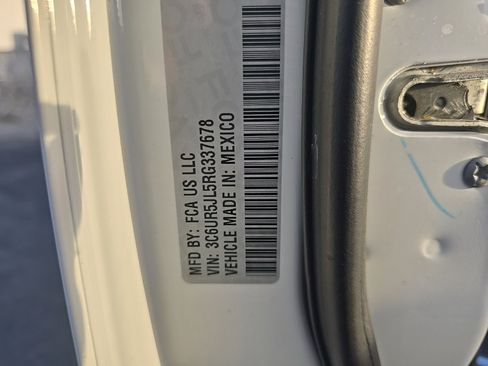 MFD BY: FCA US LLC
VIN: 3C6UR5JL5RG337678
VEHICLE MADE IN: MEXICO